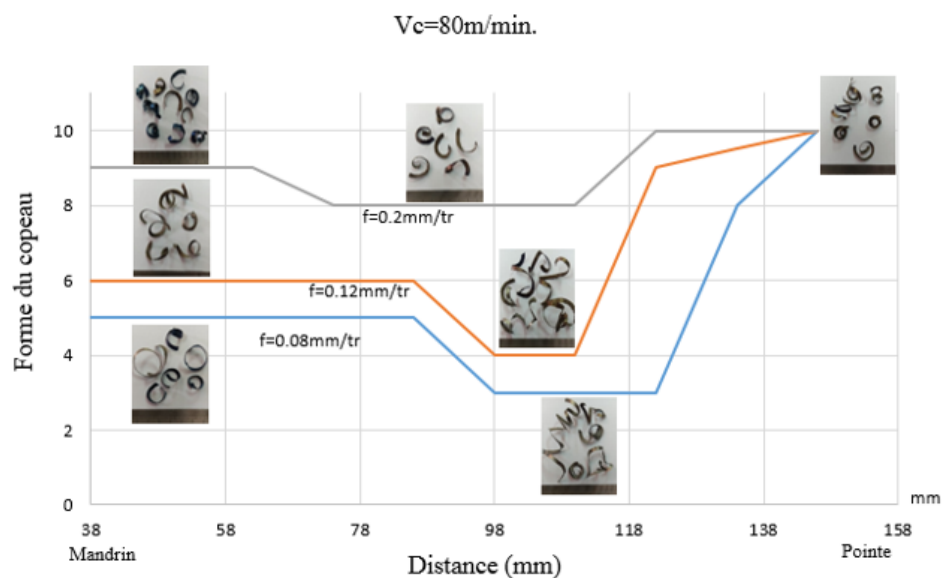 Vc=80m/min.
Forme du copeau
10
8
6
4
2
0
f=0.2mm/tr
f=0.12mm/tr
f=0.08mm/tr
mm
38 58 78 98 118 138 158
Mandrin
Pointe
Distance (mm)